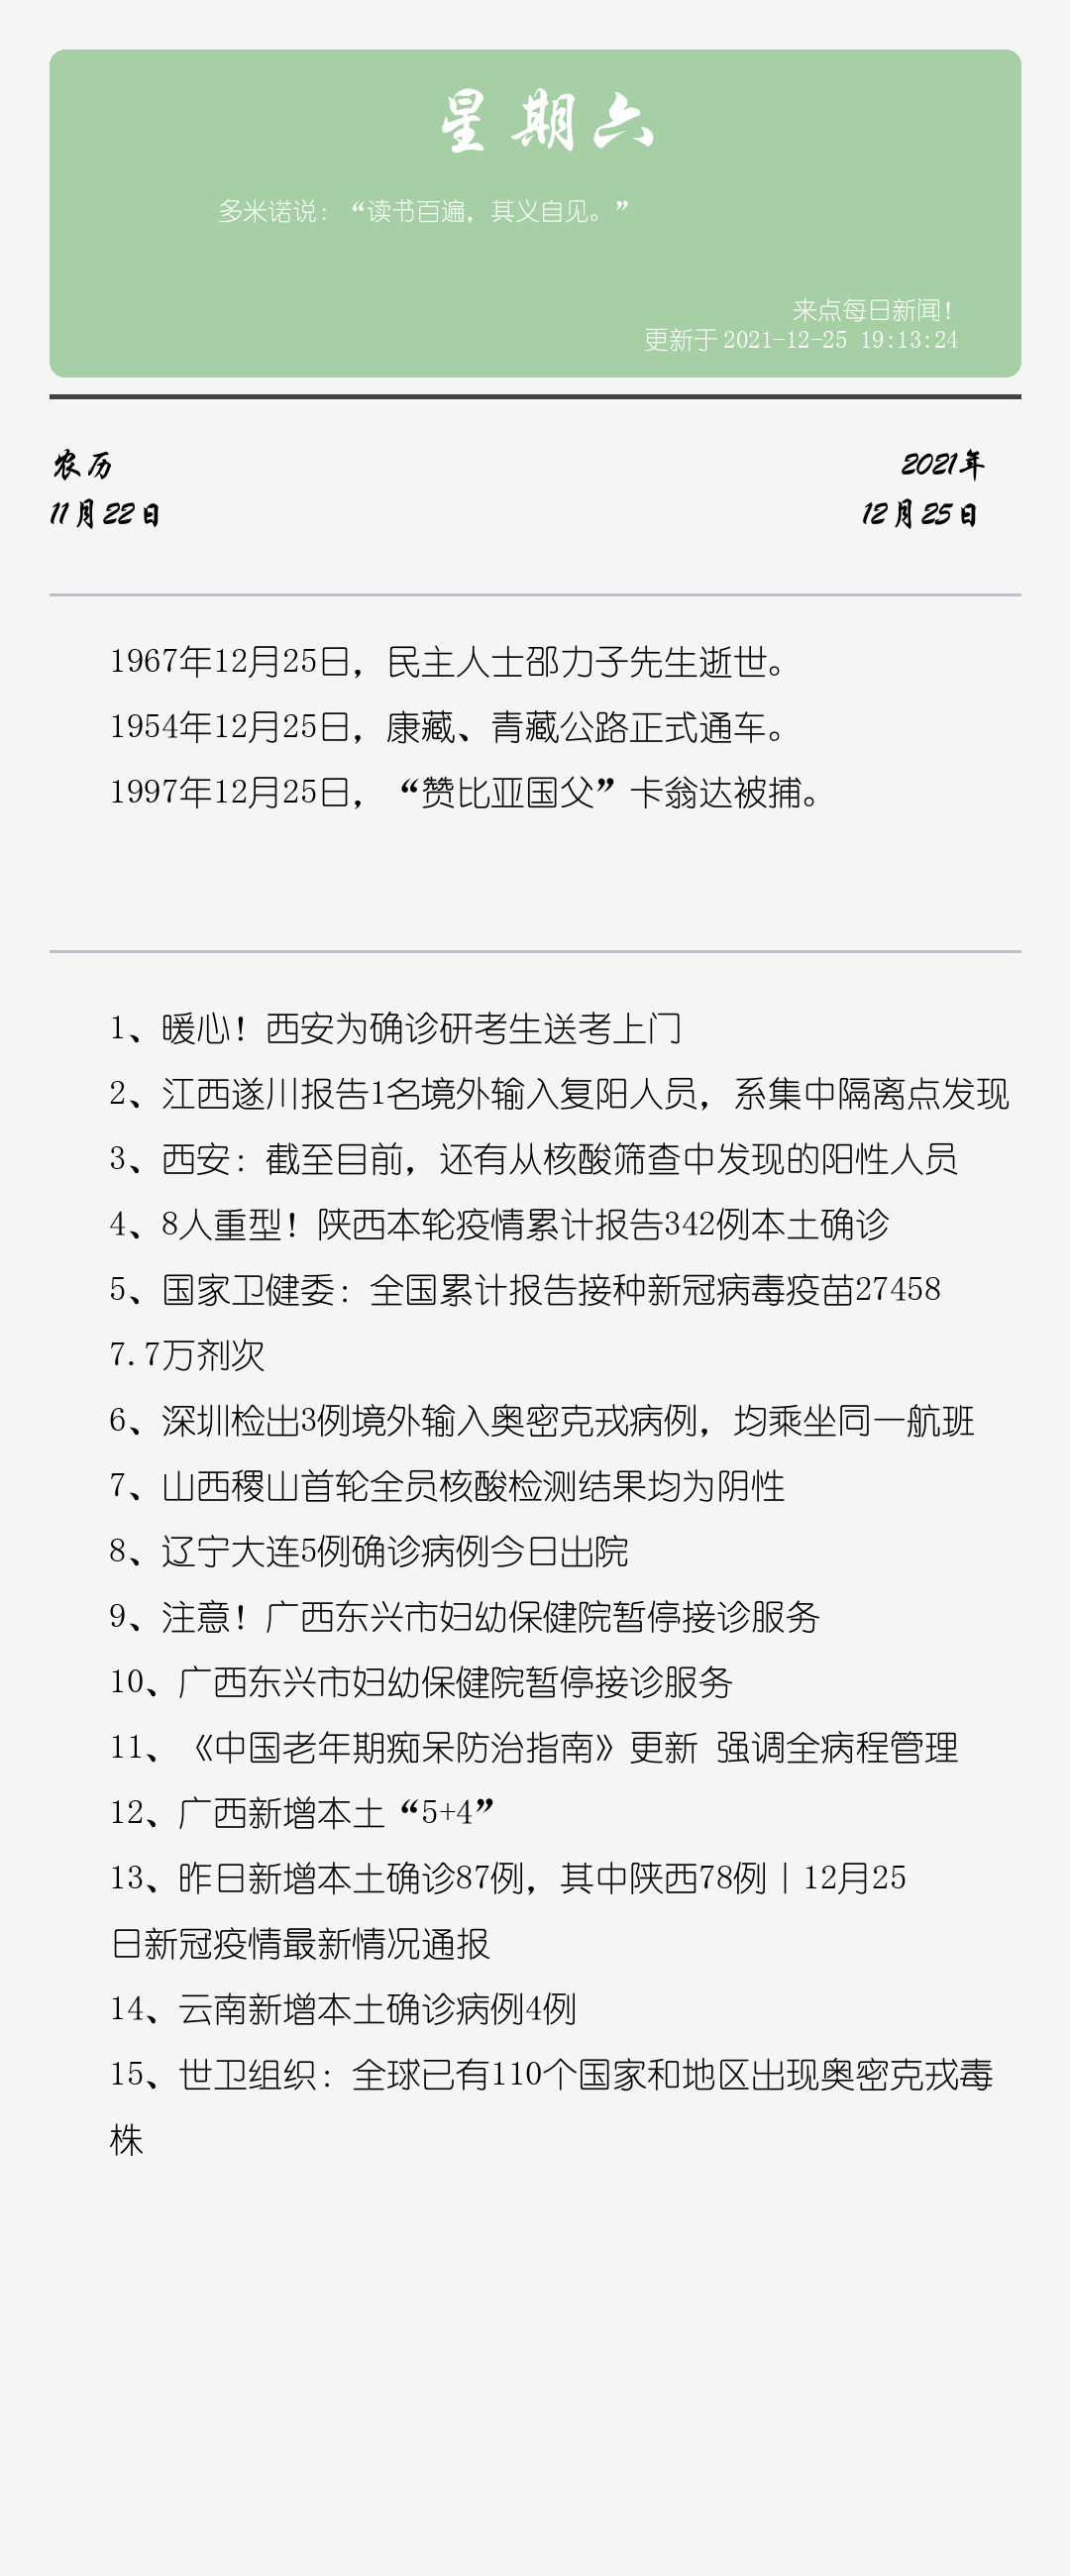 星期六
多米诺说：“读书百遍，其义自见。”
来点每日新闻！
更新于 2021-12-25 19:13:24
农历
2021年
11月22日
12月25日
1967年12月25日，民主人士邵力子先生逝世。
1954年12月25日，康藏、青藏公路正式通车。
1997年12月25日，“赞比亚国父”卡翁达被捕。
1、暖心！西安为确诊研考生送考上门
2、江西遂川报告1名境外输入复阳人员，系集中隔离点发现
3、西安：截至目前，还有从核酸筛查中发现的阳性人员
4、8人重型！陕西本轮疫情累计报告342例本土确诊
5、国家卫健委：全国累计报告接种新冠病毒疫苗27458
7.7万剂次
6、深圳检出3例境外输入奥密克戎病例，均乘坐同一航班
7、山西稷山首轮全员核酸检测结果均为阴性
8、辽宁大连5例确诊病例今日出院
9、注意！广西东兴市妇幼保健院暂停接诊服务
10、广西东兴市妇幼保健院暂停接诊服务
11、《中国老年期痴呆防治指南》更新 强调全病程管理
12、广西新增本土“5+4”
13、昨日新增本土确诊87例，其中陕西78例｜12月25
日新冠疫情最新情况通报
14、云南新增本土确诊病例4例
15、世卫组织：全球已有110个国家和地区出现奥密克戎毒
株